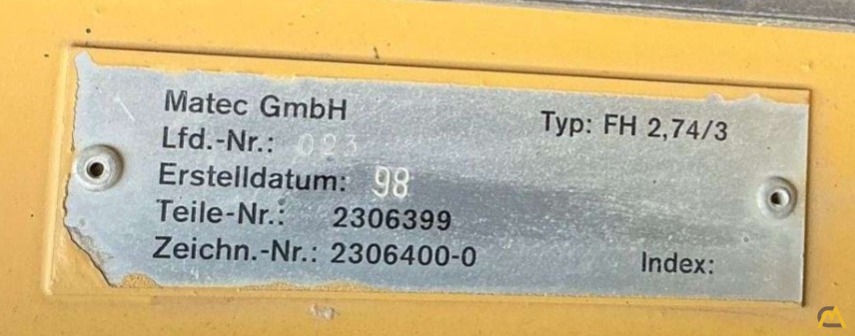 Matec GmbH
Typ: FH 2,74/3
Lfd.-Nr.: 023
Erstelldatum: 98
Teile-Nr.: 2306399
Zeichn.-Nr.: 2306400-0
Index: